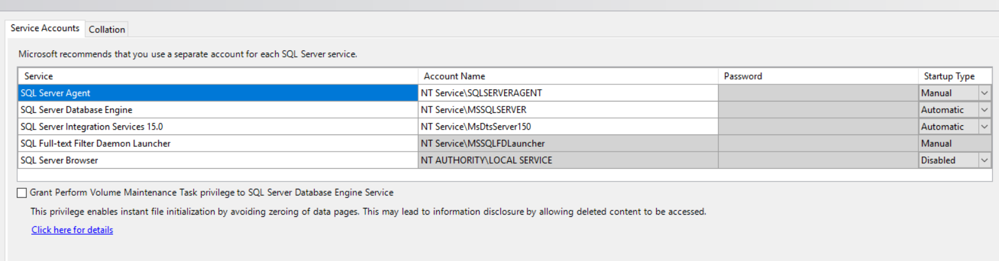 Service Accounts Collation
Microsoft recommends that you use a separate account for each SQL Server service.
Service Account Name Password Startup Type
SQL Server Agent NT Service\SQLSERVERAGENT Manual
SQL Server Database Engine NT Service\MSSQLSERVER Automatic
SQL Server Integration Services 15.0 NT Service\MsDtsServer150 Automatic
SQL Full-text Filter Daemon Launcher NT Service\MSSQLFDLauncher Manual
SQL Server Browser NT AUTHORITY\LOCAL SERVICE Disabled
Grant Perform Volume Maintenance Task privilege to SQL Server Database Engine Service
This privilege enables instant file initialization by avoiding zeroing of data pages. This may lead to information disclosure by allowing deleted content to be accessed.
Click here for details